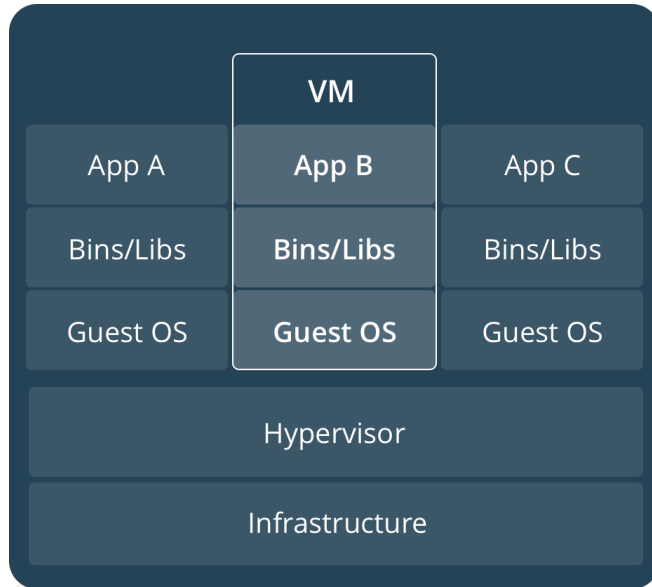 VM
App A
App B
App C
Bins/Libs
Bins/Libs
Bins/Libs
Guest OS
Guest OS
Guest OS
Hypervisor
Infrastructure